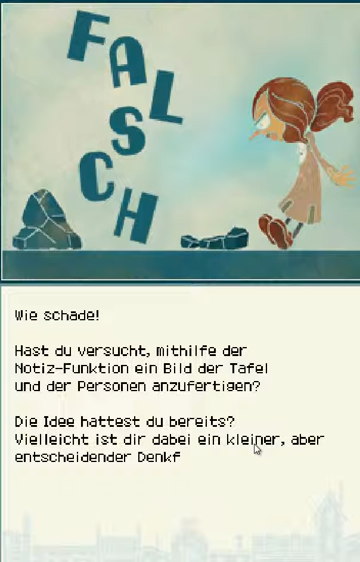 FALSCH
Wie schade!
Hast du versucht, mithilfe der
Notiz-Funktion ein Bild der Tafel
und der Personen anzufertigen?
Die Idee hattest du bereits?
Vielleicht ist dir dabei ein kleiner, aber
entscheidender Denkf